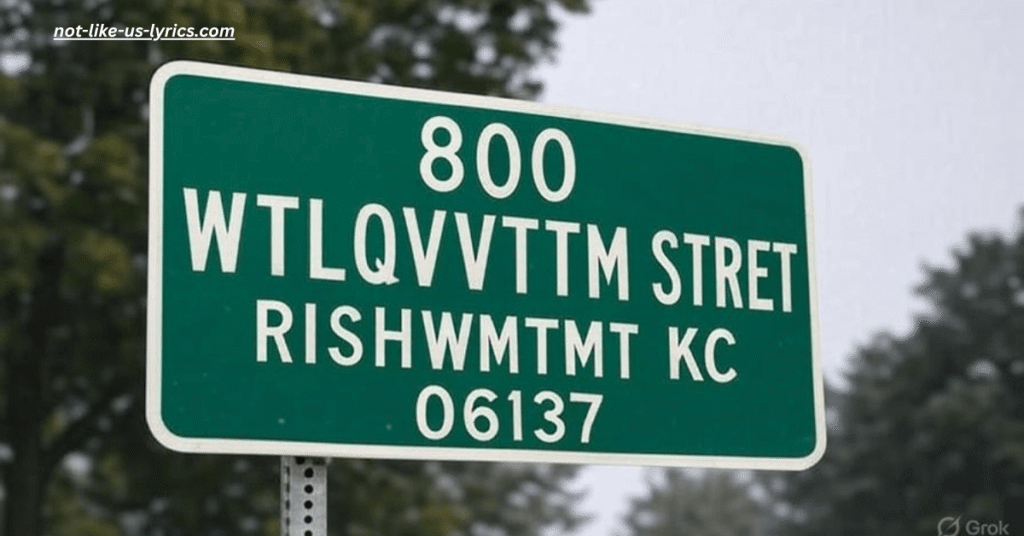 not-like-us-lyrics.com
800
WTLQVVTTM STRET
RISHWMTMT KC
06137
Grok